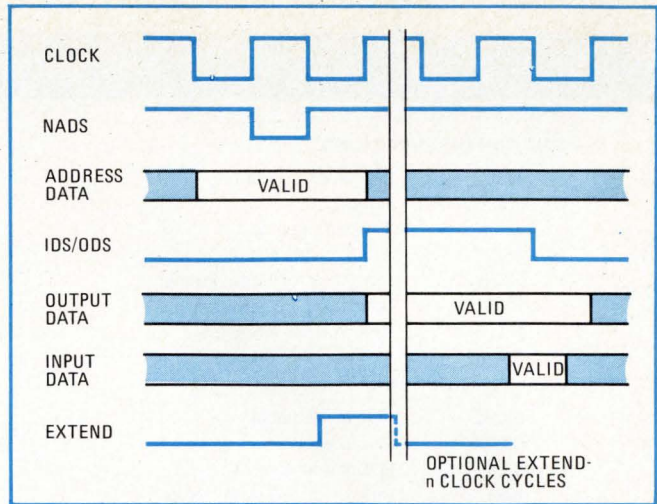 CLOCK
NADS
ADDRESS
DATA
VALID
IDS/ODS
OUTPUT
DATA
VALID
INPUT
DATA
VALID
EXTEND
OPTIONAL EXTEND-
n CLOCK CYCLES